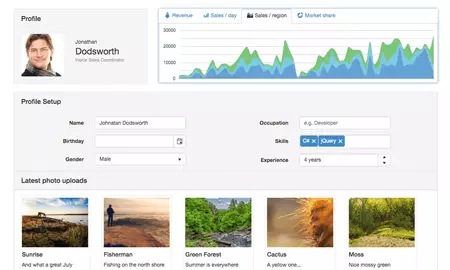 Profile
Jonathan
Dodsworth
Inside Sales Coordinator
Revenue
Sales / day
Sales / region
Market share
30000
20000
10000
0
Profile Setup
Name
Johnatan Dodsworth
Occupation
e.g. Developer
Birthday
Skills
C# ×
jQuery ×
Gender
Male
Experience
4 years
Latest photo uploads
Sunrise
And what a great July
Fisherman
Fishing on the north shore
Green Forest
Summer is everywhere
Cactus
A yellow one...
Moss
Nice mossy green